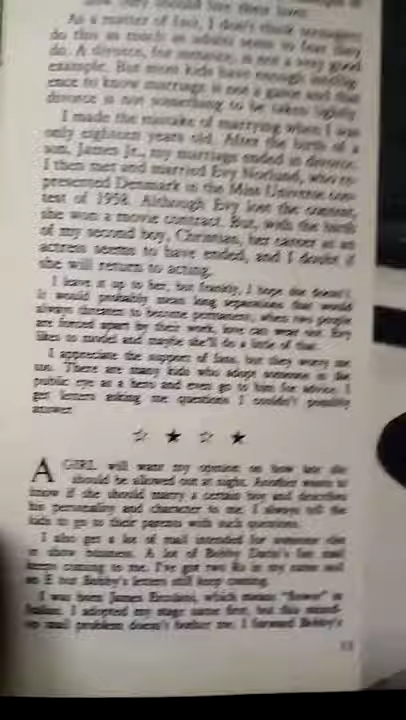 they should live their lives.
As a matter of fact, I don't think teenagers
do this as much as adults seem to fear they
do. A divorce, for instance, is not a very good
example. But most kids have enough
ence to know marriage is not a game and that
divorce is not something to be taken lightly.
I made the mistake of marrying when I was
only eighteen years old. After the birth of a
son, James Jr., my marriage ended in divorce.
I then met and married Evy Norlund, who re-
presented Denmark in the Miss Universe con-
test of 1958. Although Evy lost the contest,
she won a movie contract. But, with the birth
of my second boy, Christian, her career as an
actress seems to have ended, and I doubt if
she will return to acting.
I leave it up to her, but frankly, I hope she doesn't.
It would probably mean long separations that would
always threaten to become permanent; when two people
are forced apart by their work, love can wear out. Evy
likes to model and maybe she'll do a little of that.
I appreciate the support of fans, but they worry me
too. There are many kids who adopt someone in the
public eye as a hero and even go to him for advice. I
get letters asking me questions I couldn't possibly
answer.
☆ ★ ☆ ★
A GIRL will want my opinion on how late she
should be allowed out at night. Another wants to
know if she should marry a certain boy and describes
his personality and character to me. I always tell the
kids to go to their parents with such questions.
I also get a lot of mail intended for someone else
in show business. A lot of Bobby Darin's fan mail
keeps coming to me. I've got two Rs in my name and
an E but Bobby's letters still keep coming.
I was born James Ercolani, which means "flower" in
Italian. I adopted my stage name first, but this mixed-
up mail problem doesn't bother me. I forward Bobby's